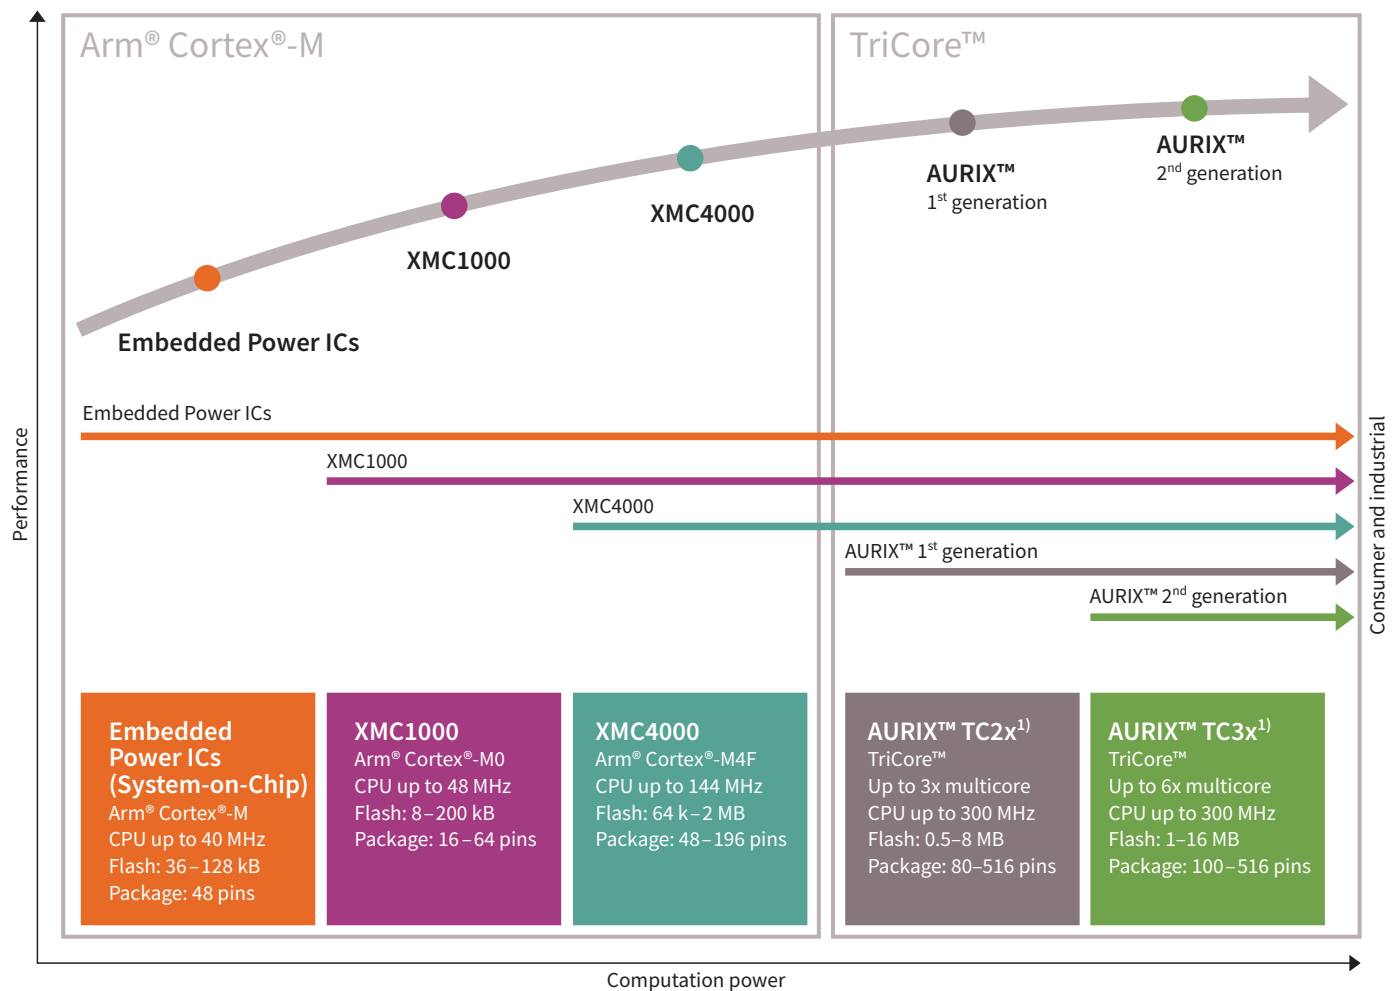 Arm® Cortex®-M
TriCore™
AURIX™
2nd generation
AURIX™
1st generation
XMC4000
XMC1000
Embedded Power ICs
Embedded Power ICs
XMC1000
XMC4000
AURIX™ 1st generation
AURIX™ 2nd generation
Performance
Consumer and industrial
Embedded
Power ICs
(System-on-Chip)
Arm® Cortex®-M
CPU up to 40 MHz
Flash: 36–128 kB
Package: 48 pins
XMC1000
Arm® Cortex®-M0
CPU up to 48 MHz
Flash: 8–200 kB
Package: 16–64 pins
XMC4000
Arm® Cortex®-M4F
CPU up to 144 MHz
Flash: 64 k–2 MB
Package: 48–196 pins
AURIX™ TC2x1)
TriCore™
Up to 3x multicore
CPU up to 300 MHz
Flash: 0.5–8 MB
Package: 80–516 pins
AURIX™ TC3x1)
TriCore™
Up to 6x multicore
CPU up to 300 MHz
Flash: 1–16 MB
Package: 100–516 pins
Computation power